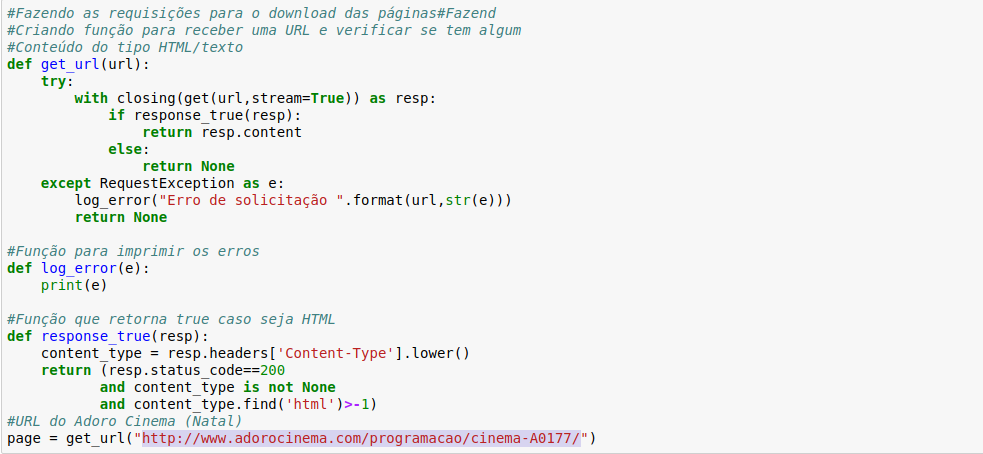 #Fazendo as requisições para o download das páginas#Fazend
#Criando função para receber uma URL e verificar se tem algum
#Conteúdo do tipo HTML/texto
def get_url(url):
    try:
        with closing(get(url,stream=True)) as resp:
            if response_true(resp):
                return resp.content
            else:
                return None
    except RequestException as e:
        log_error("Erro de solicitação ".format(url,str(e)))
        return None

#Função para imprimir os erros
def log_error(e):
    print(e)

#Função que retorna true caso seja HTML
def response_true(resp):
    content_type = resp.headers['Content-Type'].lower()
    return (resp.status_code==200
           and content_type is not None
           and content_type.find('html')>-1)
#URL do Adoro Cinema (Natal)
page = get_url("http://www.adorocinema.com/programacao/cinema-A0177/")